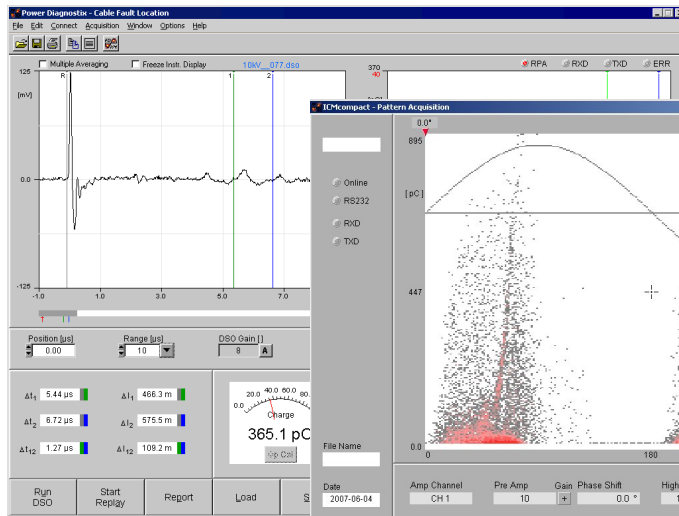 Power Diagnostix - Cable Fault Location
File Edit Connect Acquisition Window Options Help
Multiple Averaging Freeze Instr. Display 10kV__077.dso
RPA RXD TXD ERR
125 R 1 2
370
40
[mV]
0.0
-125
-1.0 1.0 3.0 5.0 7.0
Position [µs] Range [µs] DSO Gain [ ]
0.00 10 8 A
Δt1 5.44 µs Δl1 466.3 m
Δt2 6.72 µs Δl2 575.5 m
Δt12 1.27 µs Δl12 109.2 m
0.0 20.0 40.0 60.0
Charge
365.1 pC
Run DSO
Start Replay
Report
Load
S
ICMcompact - Pattern Acquisition
0.0°
895
[pC]
447
0.0
0 180
Online
RS232
RXD
TXD
File Name
Date
2007-06-04
Amp Channel Pre Amp Gain Phase Shift High
CH 1 10 + 0.0 ° 1